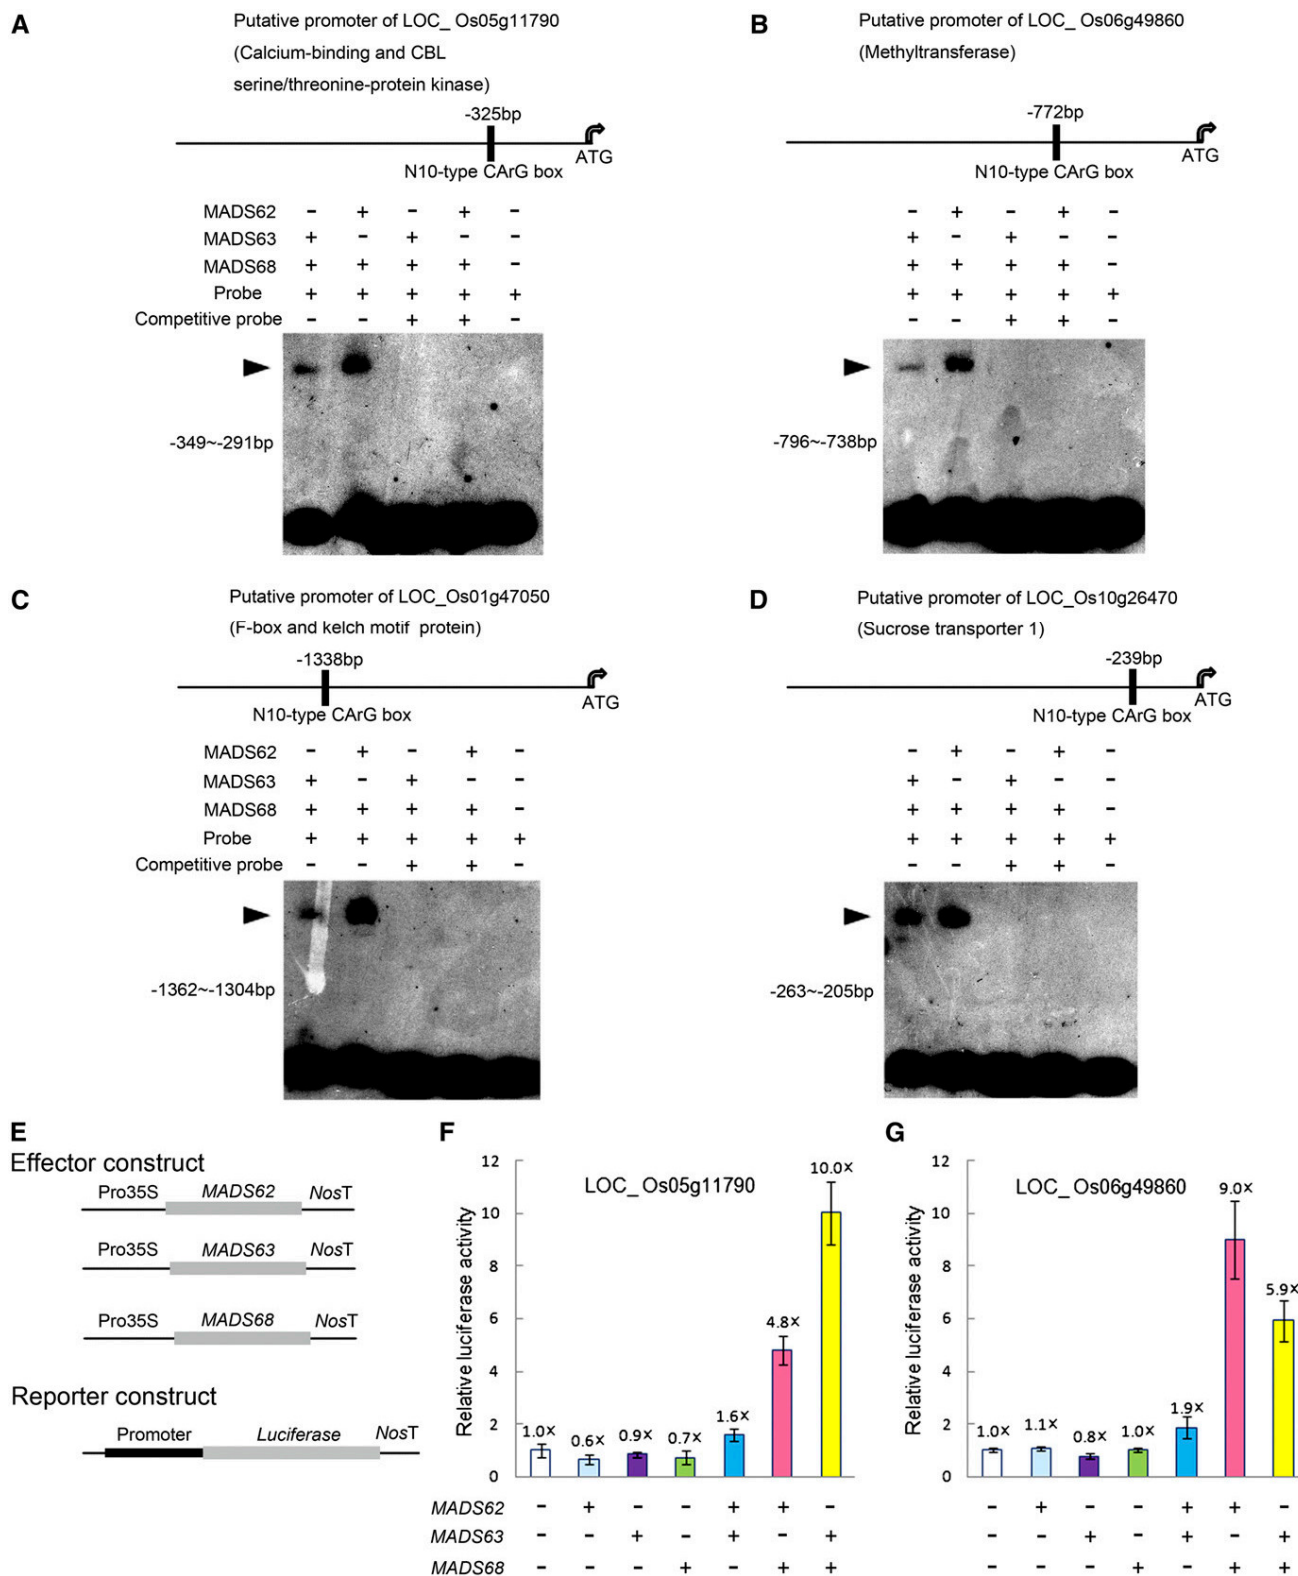 A
Putative promoter of LOC_ Os05g11790
(Calcium-binding and CBL
serine/threonine-protein kinase)
-325bp
ATG
N10-type CArG box
MADS62 - + - + -
MADS63 + - + - -
MADS68 + + + + -
Probe + + + + +
Competitive probe - - + + -
-349~-291bp
B
Putative promoter of LOC_ Os06g49860
(Methyltransferase)
-772bp
ATG
N10-type CArG box
- + - + -
+ - + - -
+ + + + -
+ + + + +
- - + + -
-796~-738bp
C
Putative promoter of LOC_Os01g47050
(F-box and kelch motif protein)
-1338bp
ATG
N10-type CArG box
MADS62 - + - + -
MADS63 + - + - -
MADS68 + + + + -
Probe + + + + +
Competitive probe - - + + -
-1362~-1304bp
D
Putative promoter of LOC_Os10g26470
(Sucrose transporter 1)
-239bp
ATG
N10-type CArG box
- + - + -
+ - + - -
+ + + + -
+ + + + +
- - + + -
-263~-205bp
E
Effector construct
Pro35S MADS62 NosT
Pro35S MADS63 NosT
Pro35S MADS68 NosT
Reporter construct
Promoter Luciferase NosT
F
LOC_ Os05g11790
Relative luciferase activity
12
10
8
6
4
2
0
1.0× 0.6× 0.9× 0.7× 1.6× 4.8× 10.0×
MADS62 - + - - + + -
MADS63 - - + - + - +
MADS68 - - - + - + +
G
LOC_ Os06g49860
Relative luciferase activity
12
10
8
6
4
2
0
1.0× 1.1× 0.8× 1.0× 1.9× 9.0× 5.9×
- + - - + + -
- - + - + - +
- - - + - + +